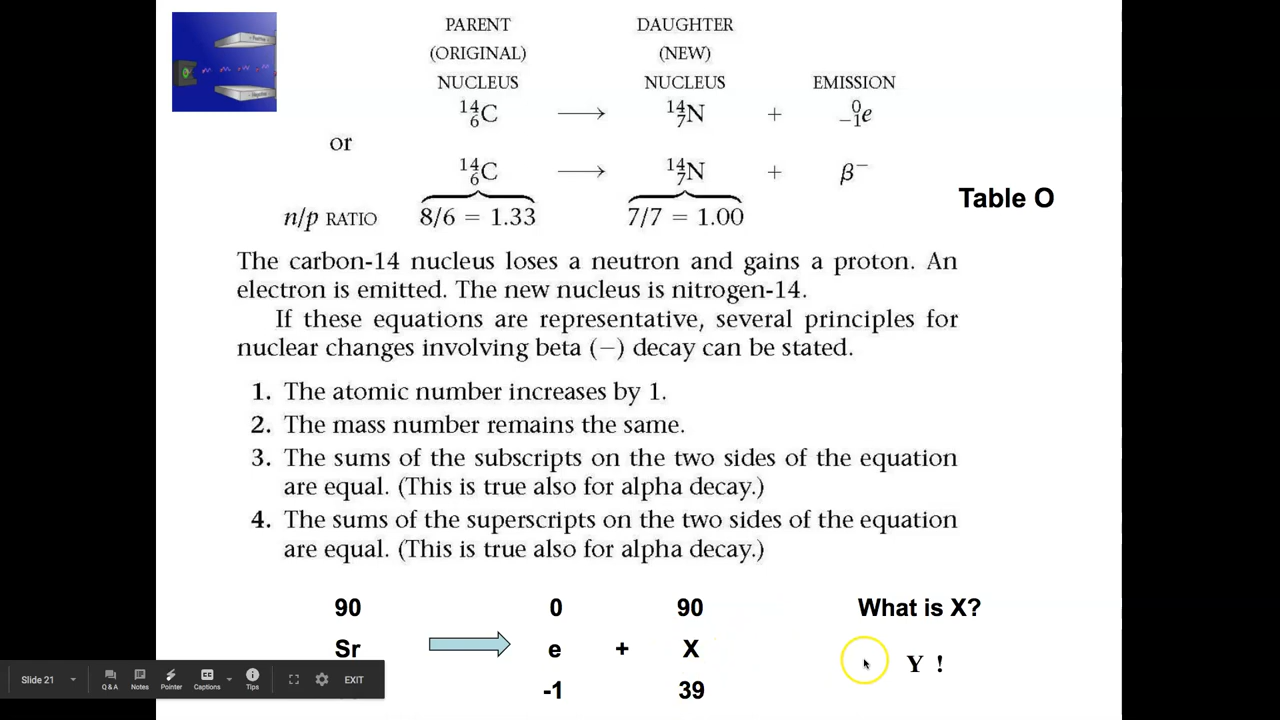 PARENT DAUGHTER
(ORIGINAL) (NEW)
NUCLEUS NUCLEUS EMISSION
¹⁴₆C ⟶ ¹⁴₇N + ⁰₋₁e
or
¹⁴₆C ⟶ ¹⁴₇N + β⁻
Table O
n/p RATIO 8/6 = 1.33 7/7 = 1.00
The carbon-14 nucleus loses a neutron and gains a proton. An
electron is emitted. The new nucleus is nitrogen-14.
If these equations are representative, several principles for
nuclear changes involving beta (−) decay can be stated.
1. The atomic number increases by 1.
2. The mass number remains the same.
3. The sums of the subscripts on the two sides of the equation
are equal. (This is true also for alpha decay.)
4. The sums of the superscripts on the two sides of the equation
are equal. (This is true also for alpha decay.)
90 0 90 What is X?
Sr e + X Y !
-1 39
Slide 21 Q & A Notes Pointer Captions Tips EXIT